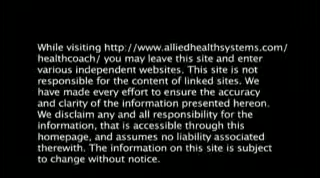 While visiting http://www.alliedhealthsystems.com/
healthcoach/ you may leave this site and enter
various independent websites. This site is not
responsible for the content of linked sites. We
have made every effort to ensure the accuracy
and clarity of the information presented hereon.
We disclaim any and all responsibility for the
information, that is accessible through this
homepage, and assumes no liability associated
therewith. The information on this site is subject
to change without notice.